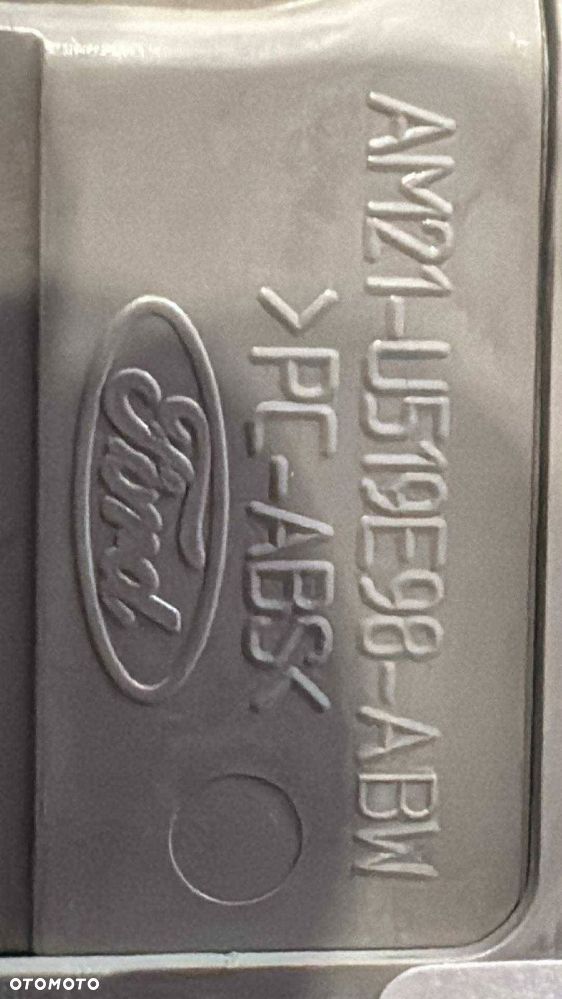 AM21-U519E98-ABW
>PC-ABS<
Ford
OTOMOTO